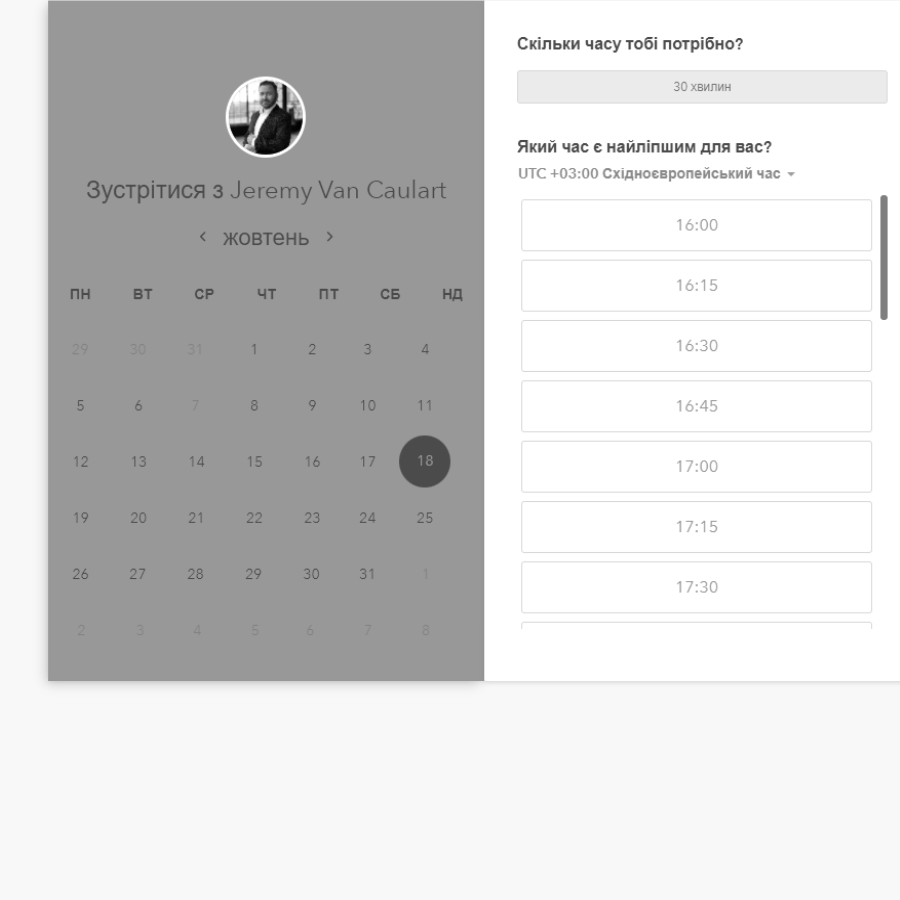 Зустрітися з Jeremy Van Caulart
жовтень
ПН ВТ СР ЧТ ПТ СБ НД
29 30 31 1 2 3 4
5 6 7 8 9 10 11
12 13 14 15 16 17 18
19 20 21 22 23 24 25
26 27 28 29 30 31 1
2 3 4 5 6 7 8
Скільки часу тобі потрібно?
30 хвилин
Який час є найліпшим для вас?
UTC +03:00 Східноєвропейський час
16:00
16:15
16:30
16:45
17:00
17:15
17:30